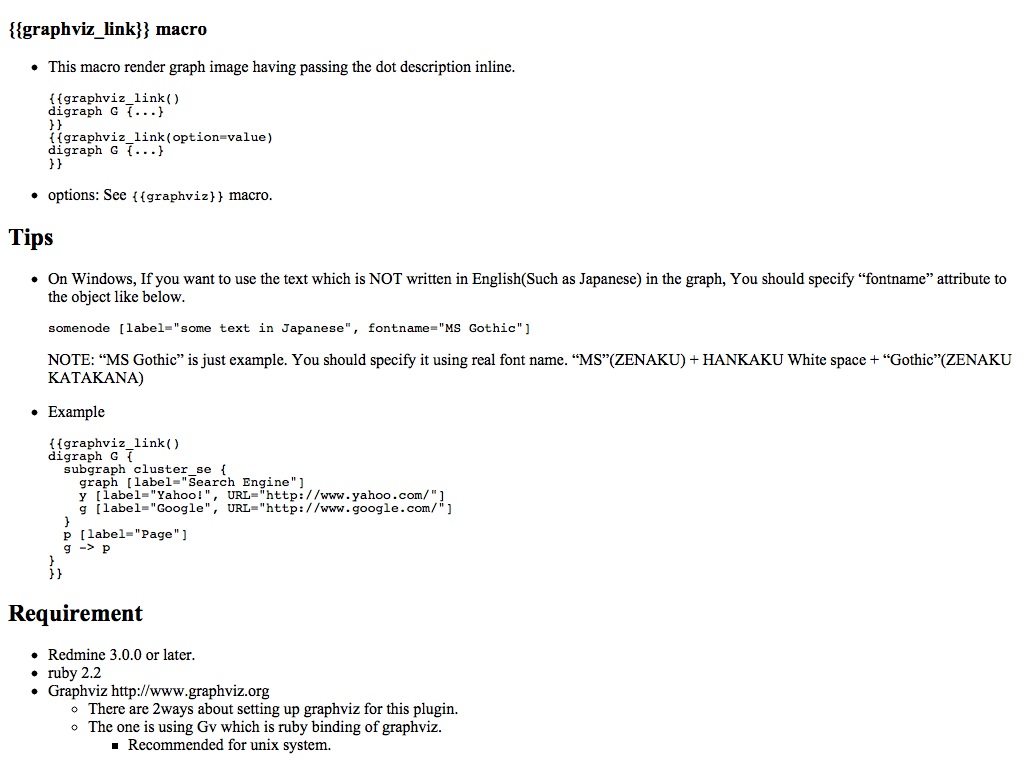 {{graphviz_link}} macro
• This macro render graph image having passing the dot description inline.
{{graphviz_link()
digraph G {...}
}}
{{graphviz_link(option=value)
digraph G {...}
}}
• options: See {{graphviz}} macro.
Tips
• On Windows, If you want to use the text which is NOT written in English(Such as Japanese) in the graph, You should specify “fontname” attribute to
the object like below.
somenode [label="some text in Japanese", fontname="MS Gothic"]
NOTE: “MS Gothic” is just example. You should specify it using real font name. “MS”(ZENAKU) + HANKAKU White space + “Gothic”(ZENAKU
KATAKANA)
• Example
{{graphviz_link()
digraph G {
  subgraph cluster_se {
    graph [label="Search Engine"]
    y [label="Yahoo!", URL="http://www.yahoo.com/"]
    g [label="Google", URL="http://www.google.com/"]
  }
  p [label="Page"]
  g -> p
}
}}
Requirement
• Redmine 3.0.0 or later.
• ruby 2.2
• Graphviz http://www.graphviz.org
◦ There are 2ways about setting up graphviz for this plugin.
◦ The one is using Gv which is ruby binding of graphviz.
▪ Recommended for unix system.